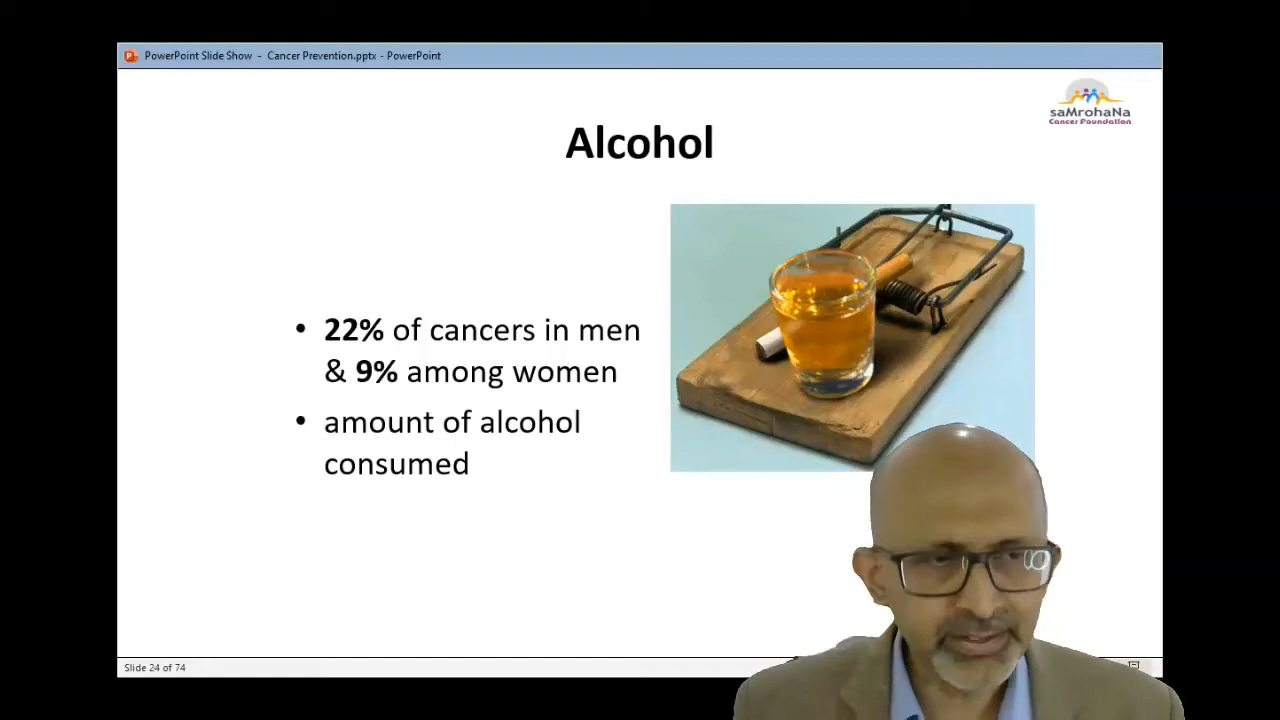 PowerPoint Slide Show - Cancer Prevention.pptx - PowerPoint
saMrohaNa
Cancer Foundation
Alcohol
• 22% of cancers in men
& 9% among women
• amount of alcohol
consumed
Slide 24 of 74